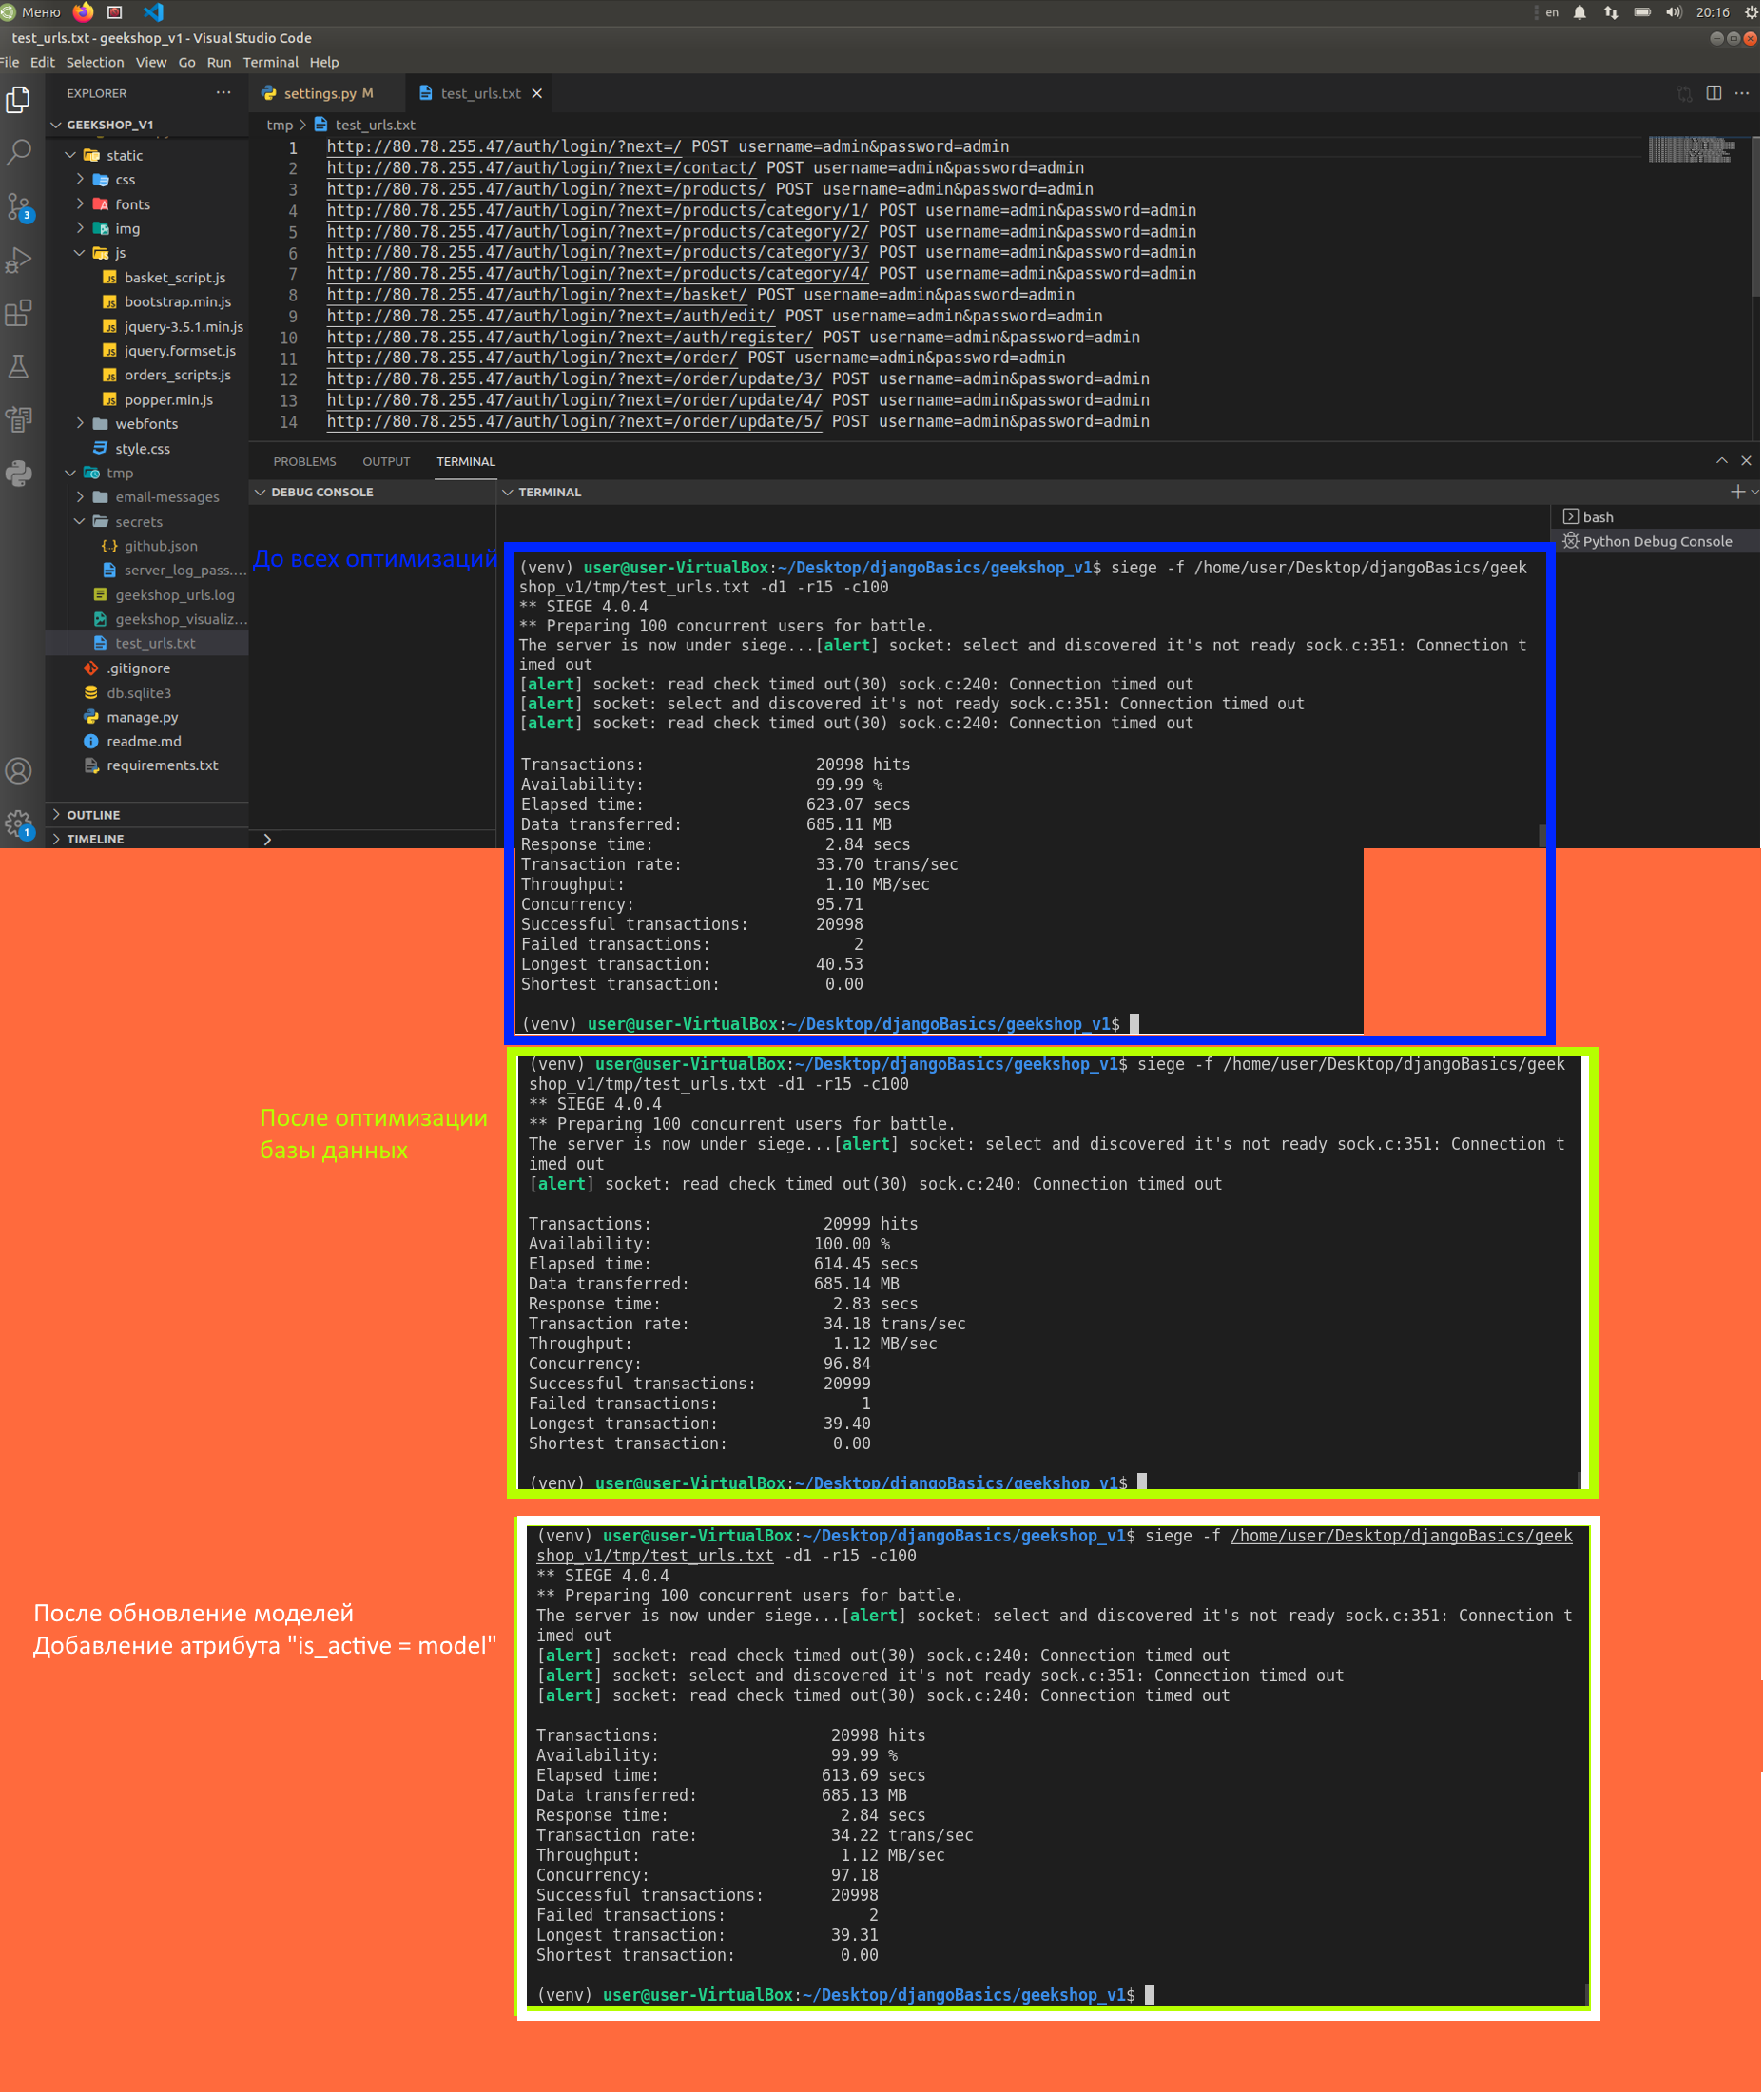 Меню
en
20:16
test_urls.txt - geekshop_v1 - Visual Studio Code
File Edit Selection View Go Run Terminal Help
EXPLORER
GEEKSHOP_V1
static
css
fonts
img
js
basket_script.js
bootstrap.min.js
jquery-3.5.1.min.js
jquery.formset.js
orders_scripts.js
popper.min.js
webfonts
style.css
tmp
email-messages
secrets
github.json
server_log_pass....
geekshop_urls.log
geekshop_visualiz...
test_urls.txt
.gitignore
db.sqlite3
manage.py
readme.md
requirements.txt
OUTLINE
TIMELINE
3
1
settings.py M
test_urls.txt
tmp > test_urls.txt
1 http://80.78.255.47/auth/login/?next=/ POST username=admin&password=admin
2 http://80.78.255.47/auth/login/?next=/contact/ POST username=admin&password=admin
3 http://80.78.255.47/auth/login/?next=/products/ POST username=admin&password=admin
4 http://80.78.255.47/auth/login/?next=/products/category/1/ POST username=admin&password=admin
5 http://80.78.255.47/auth/login/?next=/products/category/2/ POST username=admin&password=admin
6 http://80.78.255.47/auth/login/?next=/products/category/3/ POST username=admin&password=admin
7 http://80.78.255.47/auth/login/?next=/products/category/4/ POST username=admin&password=admin
8 http://80.78.255.47/auth/login/?next=/basket/ POST username=admin&password=admin
9 http://80.78.255.47/auth/login/?next=/auth/edit/ POST username=admin&password=admin
10 http://80.78.255.47/auth/login/?next=/auth/register/ POST username=admin&password=admin
11 http://80.78.255.47/auth/login/?next=/order/ POST username=admin&password=admin
12 http://80.78.255.47/auth/login/?next=/order/update/3/ POST username=admin&password=admin
13 http://80.78.255.47/auth/login/?next=/order/update/4/ POST username=admin&password=admin
14 http://80.78.255.47/auth/login/?next=/order/update/5/ POST username=admin&password=admin
PROBLEMS OUTPUT TERMINAL
DEBUG CONSOLE
TERMINAL
bash
Python Debug Console
До всех оптимизаций
(venv) user@user-VirtualBox:~/Desktop/djangoBasics/geekshop_v1$ siege -f /home/user/Desktop/djangoBasics/geek
shop_v1/tmp/test_urls.txt -d1 -r15 -c100
** SIEGE 4.0.4
** Preparing 100 concurrent users for battle.
The server is now under siege...[alert] socket: select and discovered it's not ready sock.c:351: Connection t
imed out
[alert] socket: read check timed out(30) sock.c:240: Connection timed out
[alert] socket: select and discovered it's not ready sock.c:351: Connection timed out
[alert] socket: read check timed out(30) sock.c:240: Connection timed out
Transactions: 20998 hits
Availability: 99.99 %
Elapsed time: 623.07 secs
Data transferred: 685.11 MB
Response time: 2.84 secs
Transaction rate: 33.70 trans/sec
Throughput: 1.10 MB/sec
Concurrency: 95.71
Successful transactions: 20998
Failed transactions: 2
Longest transaction: 40.53
Shortest transaction: 0.00
(venv) user@user-VirtualBox:~/Desktop/djangoBasics/geekshop_v1$
После оптимизации
базы данных
(venv) user@user-VirtualBox:~/Desktop/djangoBasics/geekshop_v1$ siege -f /home/user/Desktop/djangoBasics/geek
shop_v1/tmp/test_urls.txt -d1 -r15 -c100
** SIEGE 4.0.4
** Preparing 100 concurrent users for battle.
The server is now under siege...[alert] socket: select and discovered it's not ready sock.c:351: Connection t
imed out
[alert] socket: read check timed out(30) sock.c:240: Connection timed out
Transactions: 20999 hits
Availability: 100.00 %
Elapsed time: 614.45 secs
Data transferred: 685.14 MB
Response time: 2.83 secs
Transaction rate: 34.18 trans/sec
Throughput: 1.12 MB/sec
Concurrency: 96.84
Successful transactions: 20999
Failed transactions: 1
Longest transaction: 39.40
Shortest transaction: 0.00
(venv) user@user-VirtualBox:~/Desktop/djangoBasics/geekshop_v1$
После обновление моделей
Добавление атрибута "is_active = model"
(venv) user@user-VirtualBox:~/Desktop/djangoBasics/geekshop_v1$ siege -f /home/user/Desktop/djangoBasics/geek
shop_v1/tmp/test_urls.txt -d1 -r15 -c100
** SIEGE 4.0.4
** Preparing 100 concurrent users for battle.
The server is now under siege...[alert] socket: select and discovered it's not ready sock.c:351: Connection t
imed out
[alert] socket: read check timed out(30) sock.c:240: Connection timed out
[alert] socket: select and discovered it's not ready sock.c:351: Connection timed out
[alert] socket: read check timed out(30) sock.c:240: Connection timed out
Transactions: 20998 hits
Availability: 99.99 %
Elapsed time: 613.69 secs
Data transferred: 685.13 MB
Response time: 2.84 secs
Transaction rate: 34.22 trans/sec
Throughput: 1.12 MB/sec
Concurrency: 97.18
Successful transactions: 20998
Failed transactions: 2
Longest transaction: 39.31
Shortest transaction: 0.00
(venv) user@user-VirtualBox:~/Desktop/djangoBasics/geekshop_v1$